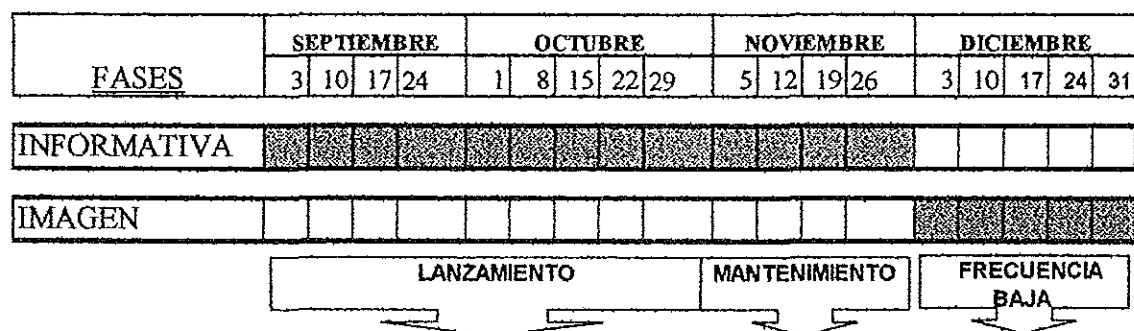 SEPTIEMBRE OCTUBRE NOVIEMBRE DICIEMBRE
FASES 3 10 17 24 1 8 15 22 29 5 12 19 26 3 10 17 24 31
INFORMATIVA
IMAGEN
LANZAMIENTO MANTENIMIENTO FRECUENCIA
BAJA